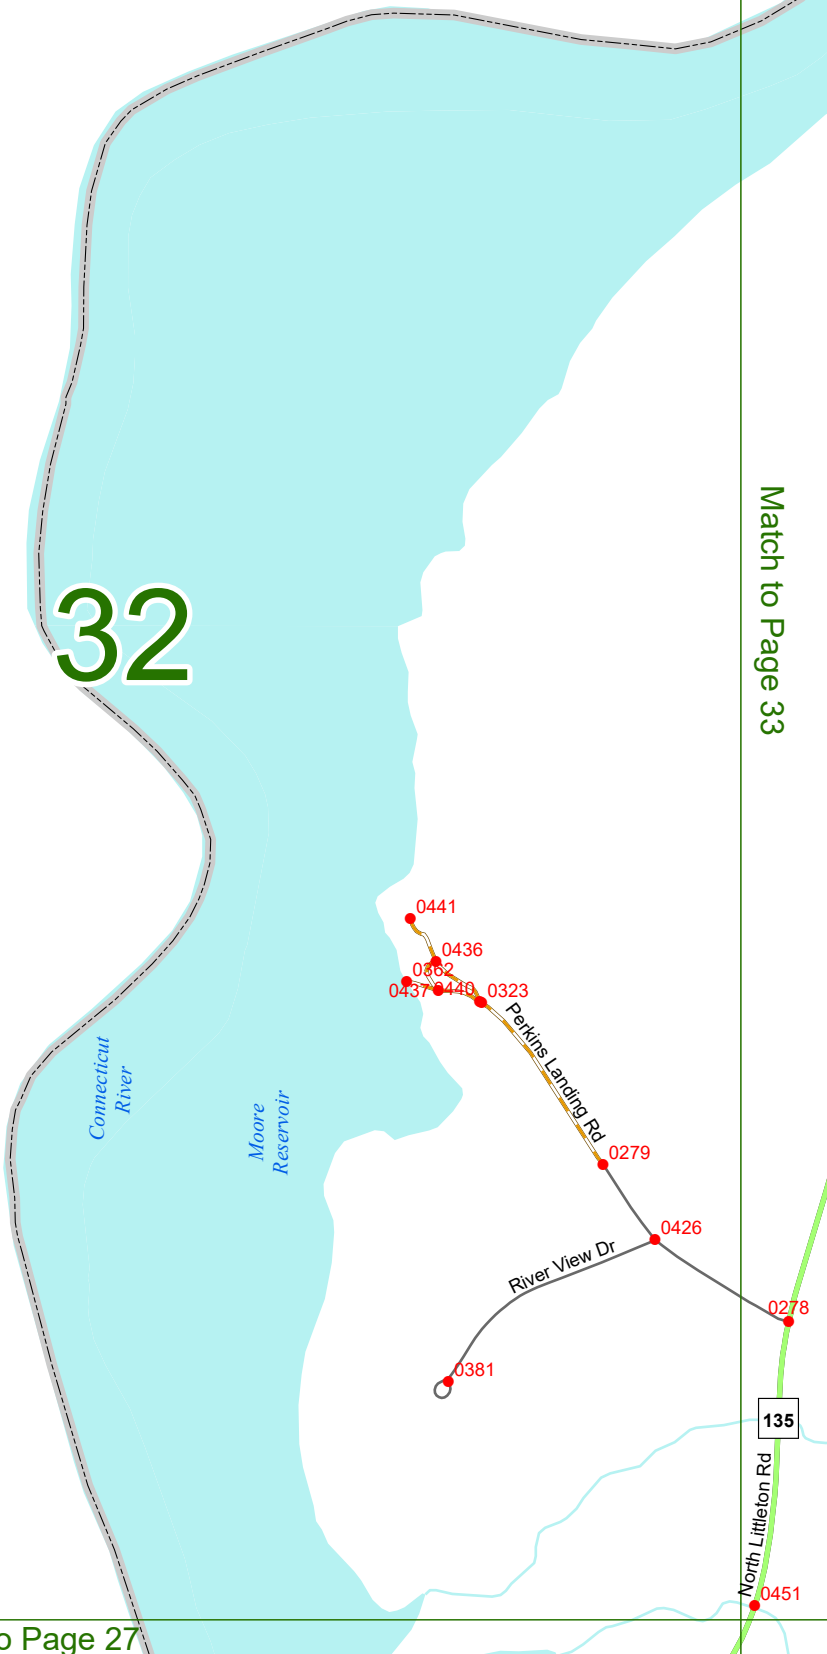 Match to Page 33
32
0441
0436
0362
0437
0440
0323
Perkins Landing Rd
Connecticut
River
Moore
Reservoir
0279
0426
River View Dr
0278
0381
135
North Littleton Rd
0451
o Page 27